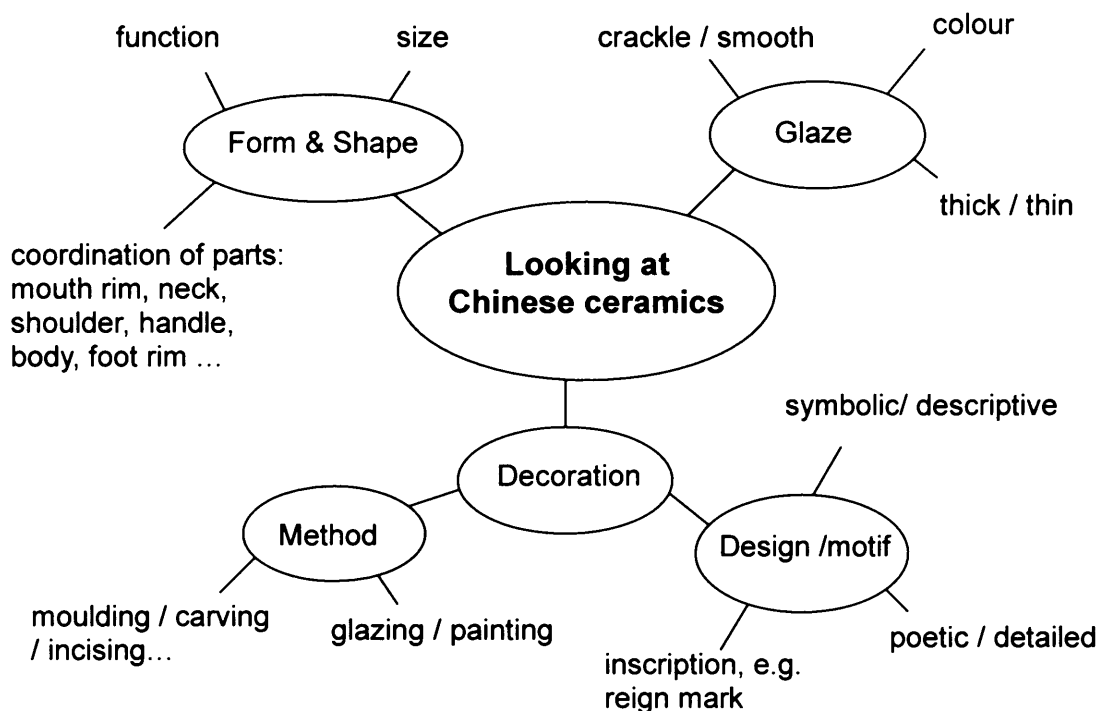 function
size
crackle / smooth
colour
Form & Shape
Glaze
thick / thin
coordination of parts:
mouth rim, neck,
shoulder, handle,
body, foot rim ...
Looking at
Chinese ceramics
symbolic/ descriptive
Decoration
Method
Design /motif
moulding / carving
/ incising...
glazing / painting
poetic / detailed
inscription, e.g.
reign mark